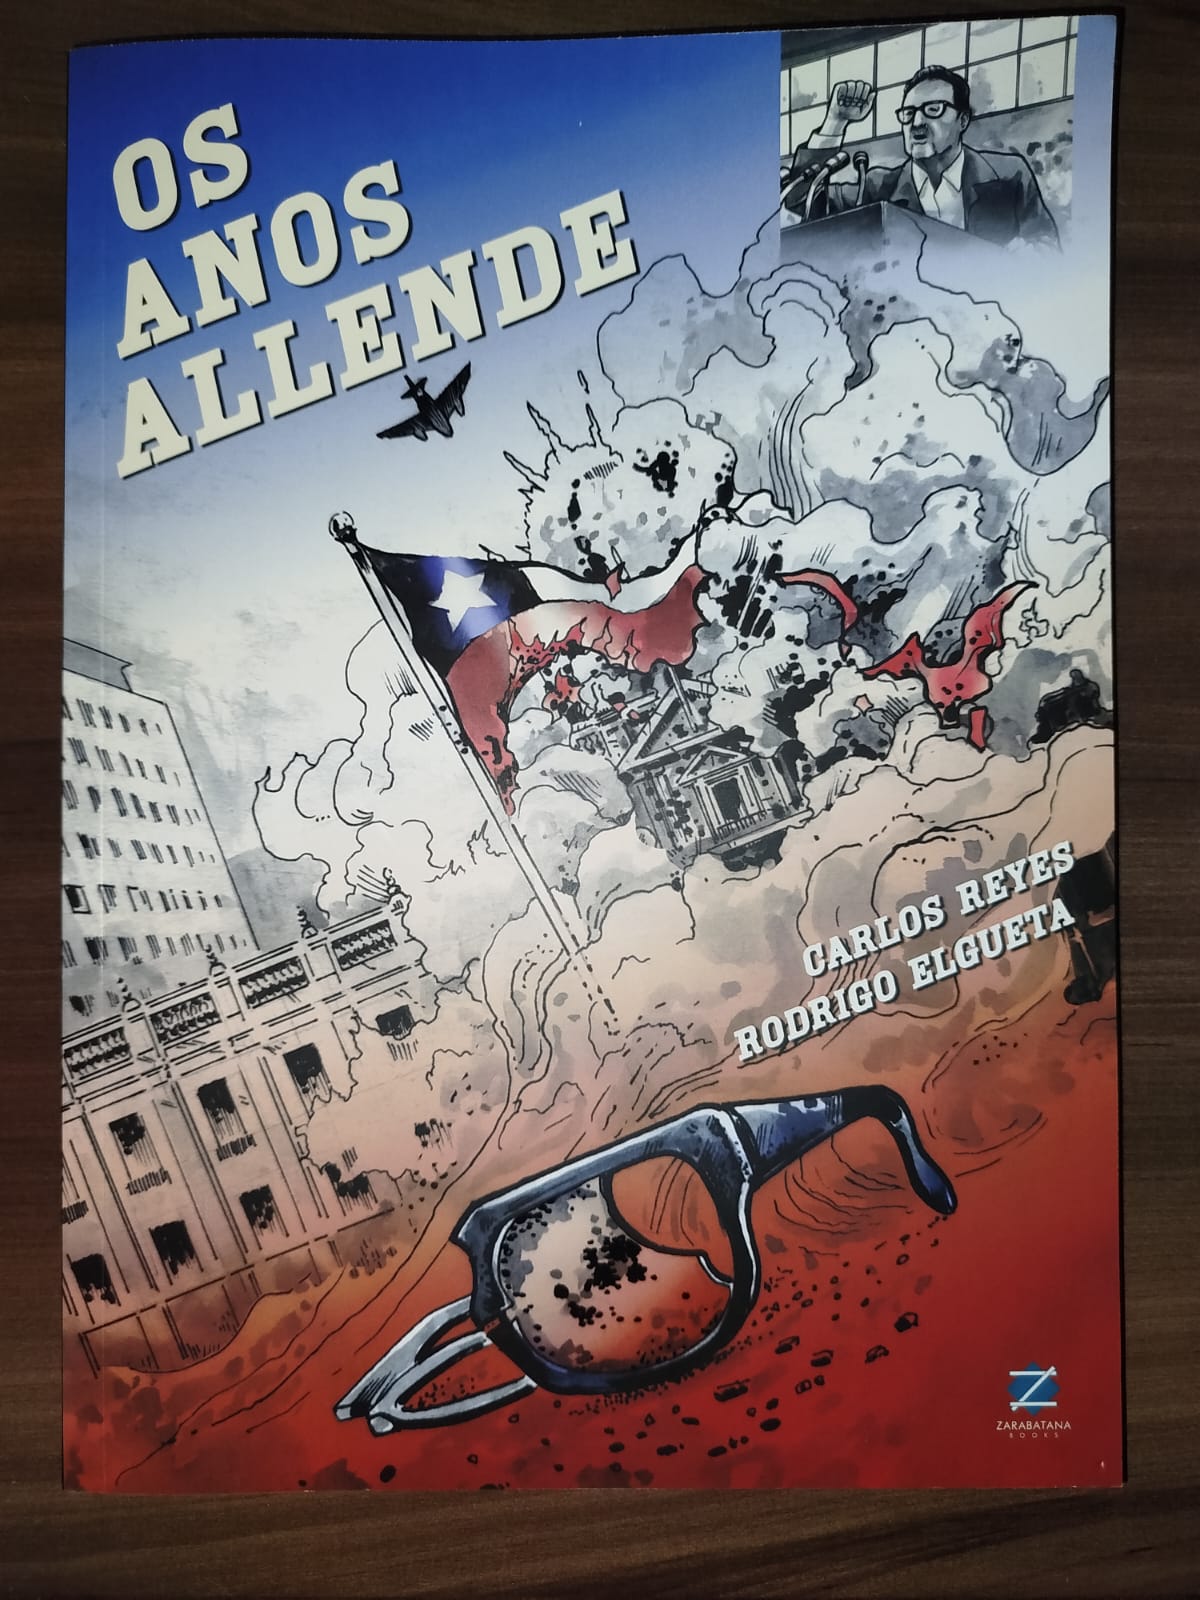 OS
ANOS
ALLENDE
CARLOS REYES
RODRIGO ELGUETA
Z
ZARABATANA
BOOKS